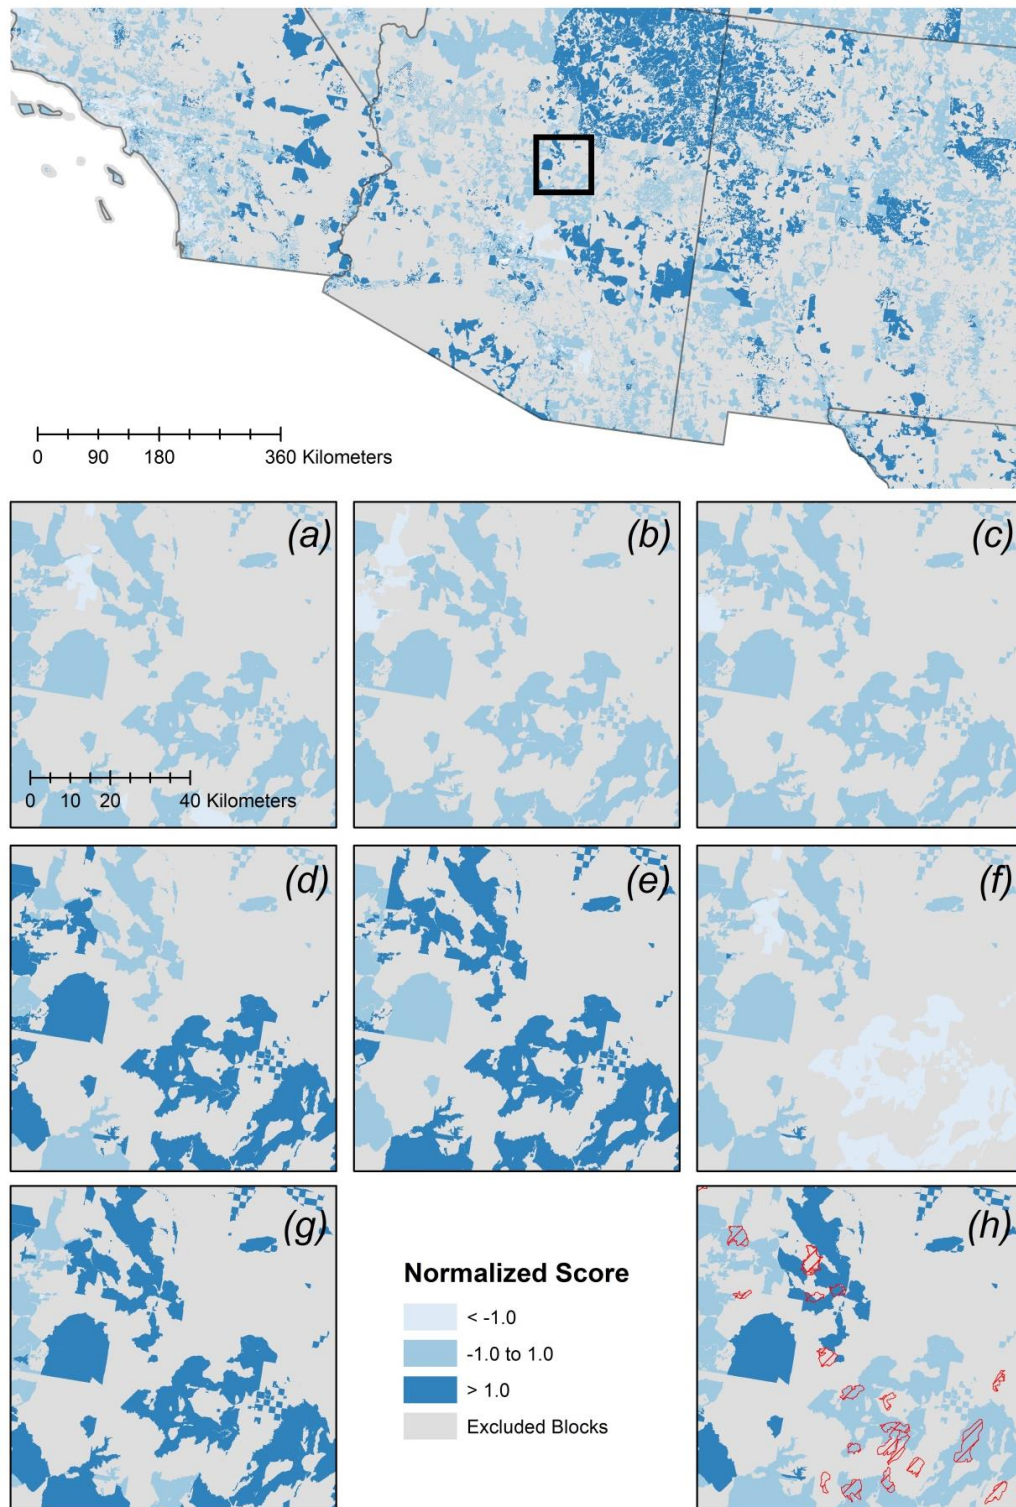 0 90 180 360 Kilometers
(a)
(b)
(c)
0 10 20 40 Kilometers
(d)
(e)
(f)
(g)
(h)
Normalized Score
< -1.0
-1.0 to 1.0
> 1.0
Excluded Blocks